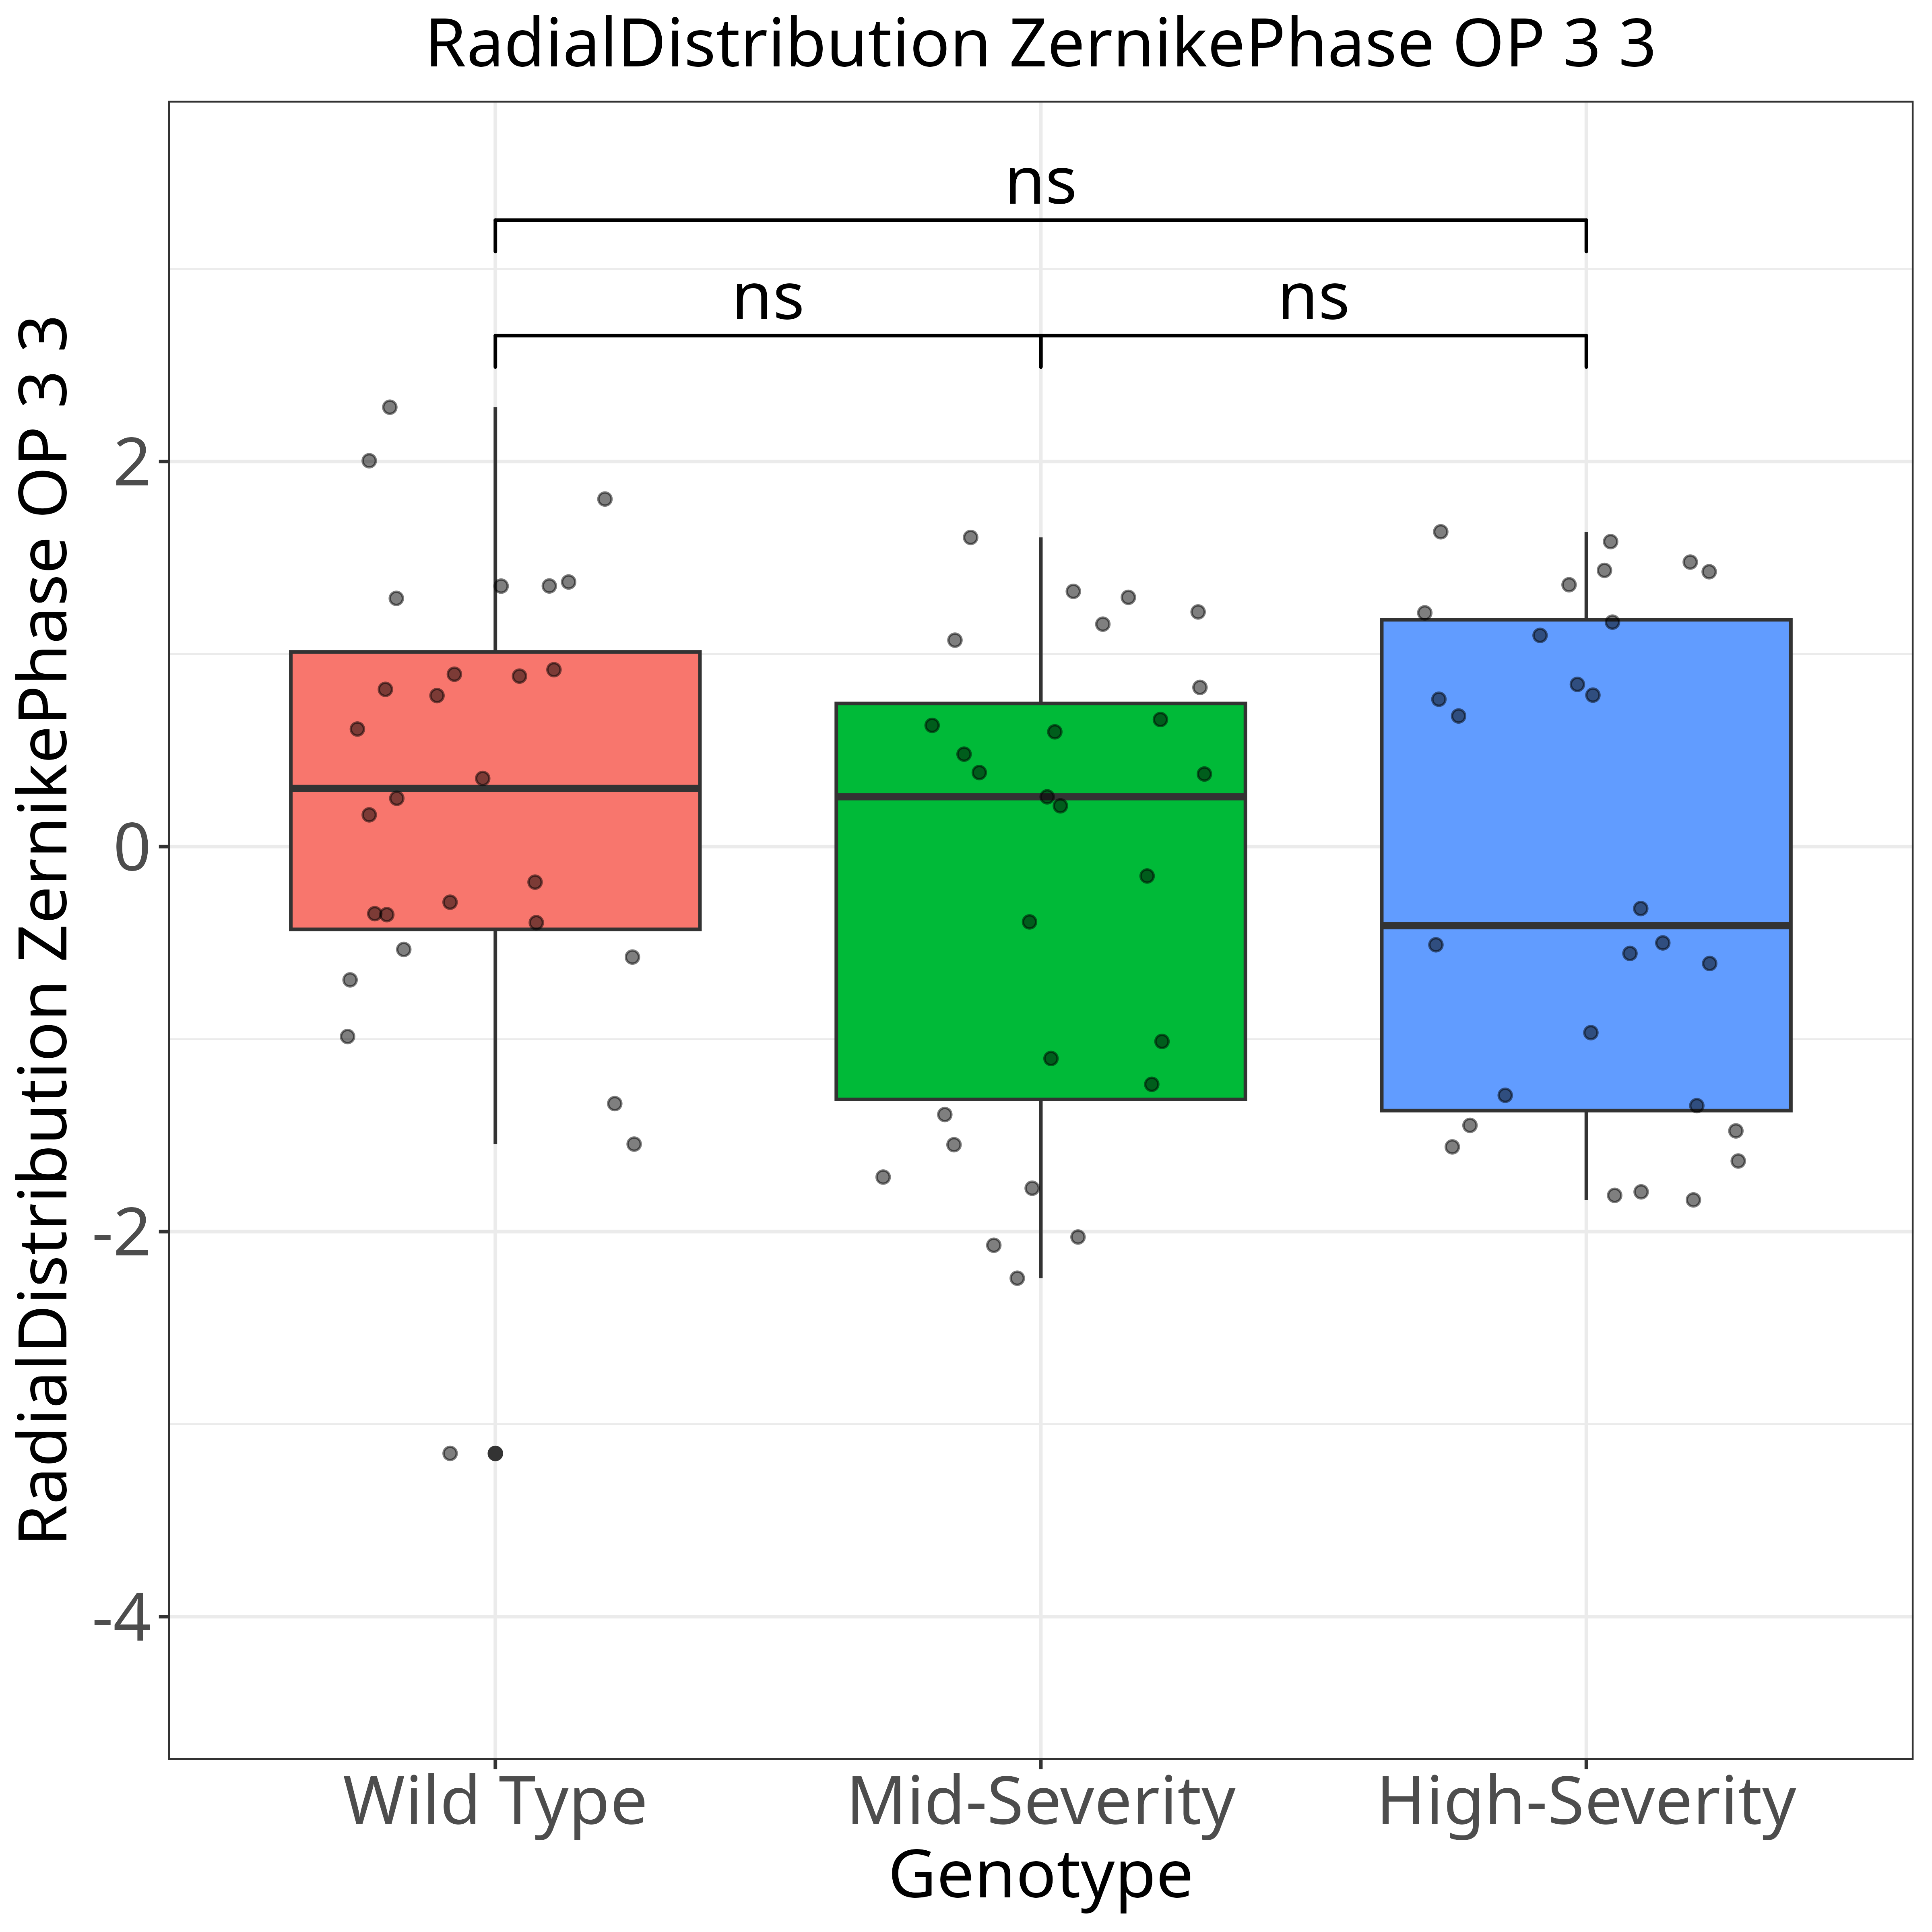 RadialDistribution ZernikePhase OP 3 3
ns
ns ns
RadialDistribution ZernikePhase OP 3 3
2
0
-2
-4
Wild Type Mid-Severity High-Severity
Genotype